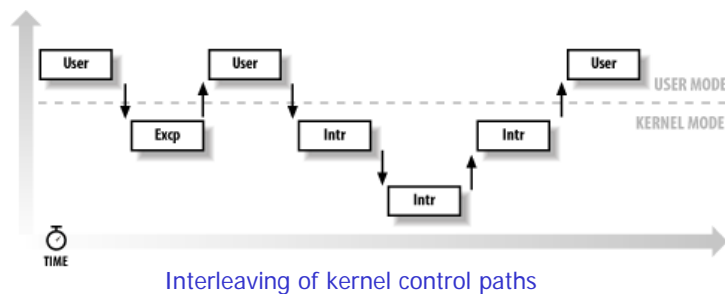 User
User
User
USER MODE
KERNEL MODE
Excp
Intr
Intr
Intr
TIME
Interleaving of kernel control paths